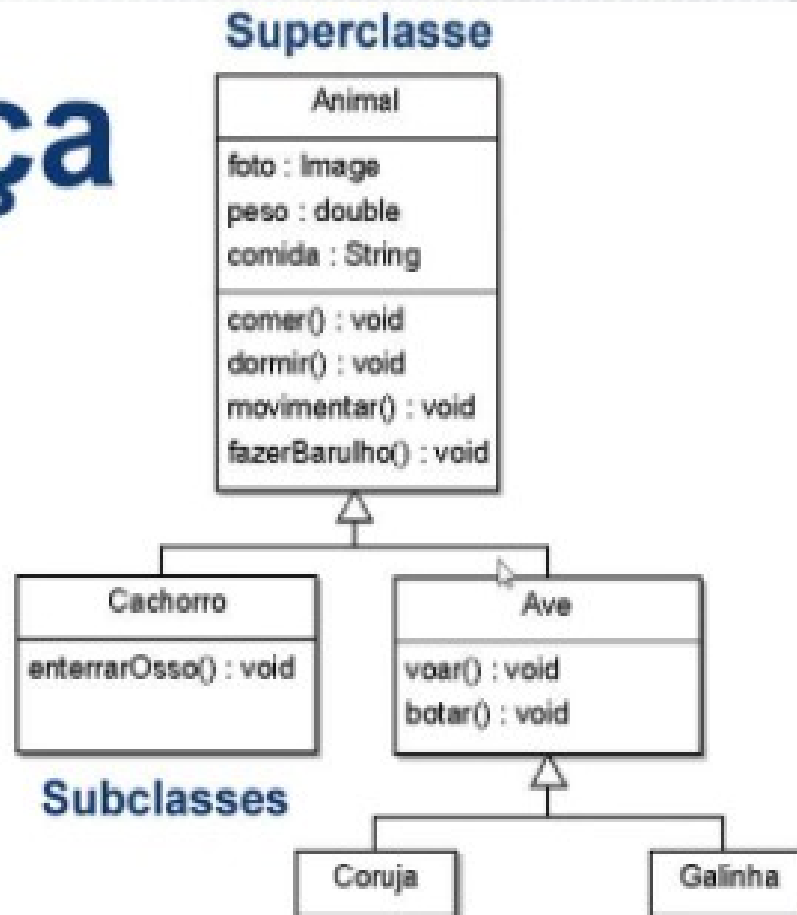 Superclasse
ça
Animal
foto : Image
peso : double
comida : String
comer() : void
dormir() : void
movimentar() : void
fazerBarulho() : void
Cachorro
enterrarOsso() : void
Ave
voar() : void
botar() : void
Subclasses
Coruja
Galinha